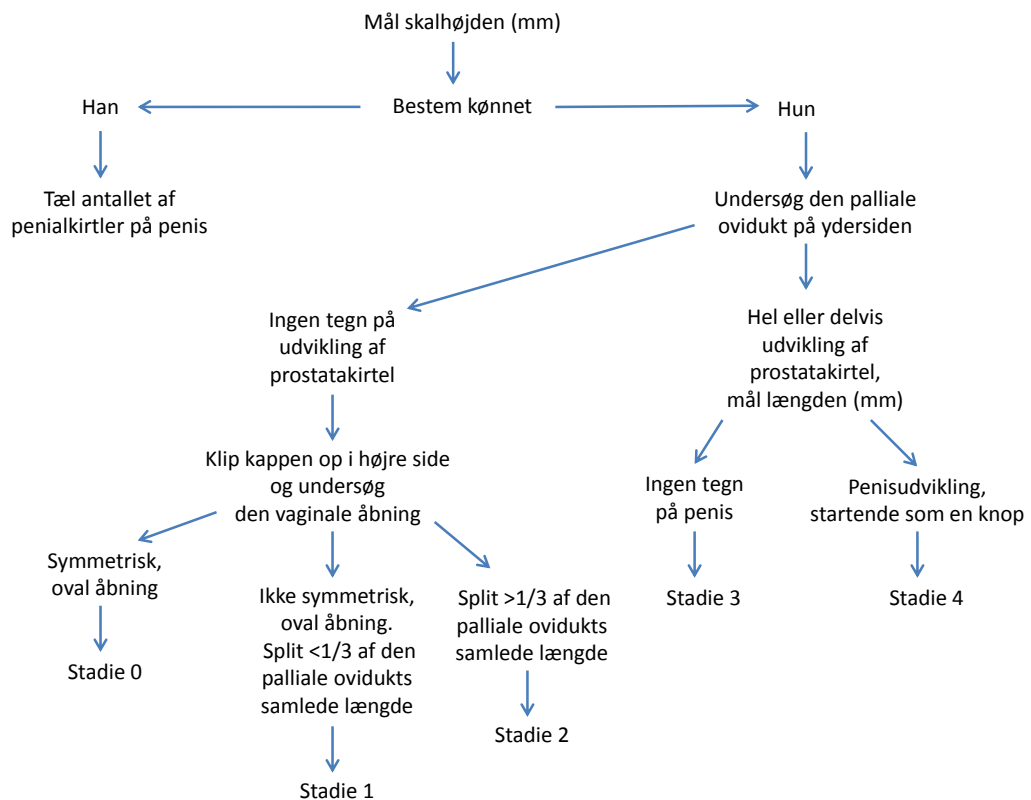 Mål skalhøjden (mm)
Han
Bestem kønnet
Hun
Tæl antallet af
penialkirtler på penis
Undersøg den palliale
ovidukt på ydersiden
Ingen tegn på
udvikling af
prostatakirtel
Hel eller delvis
udvikling af
prostatakirtel,
mål længden (mm)
Klip kappen op i højre side
og undersøg
den vaginale åbning
Ingen tegn
på penis
Penisudvikling,
startende som en knop
Symmetrisk,
oval åbning
Ikke symmetrisk,
oval åbning.
Split <1/3 af den
palliale ovidukts
samlede længde
Split >1/3 af den
palliale ovidukts
samlede længde
Stadie 3
Stadie 4
Stadie 0
Stadie 2
Stadie 1